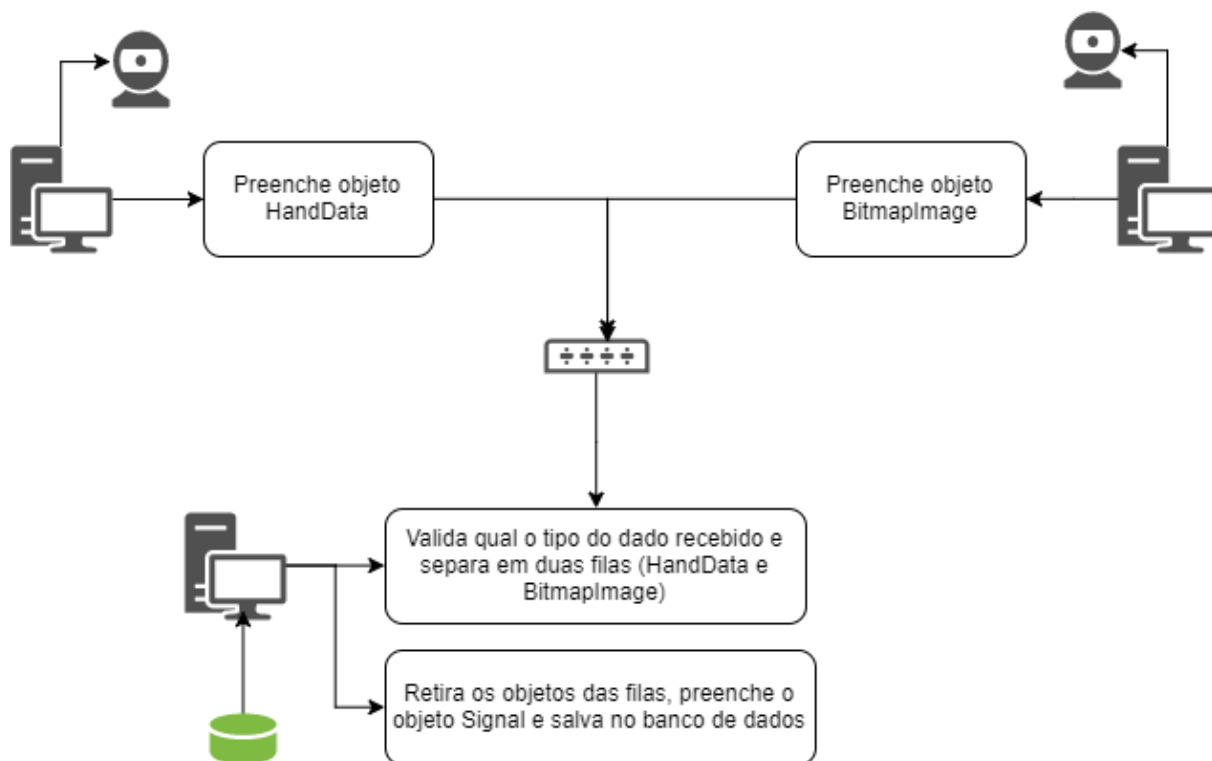 Preenche objeto
HandData
Preenche objeto
BitmapImage
Valida qual o tipo do dado recebido e
separa em duas filas (HandData e
BitmapImage)
Retira os objetos das filas, preenche o
objeto Signal e salva no banco de dados